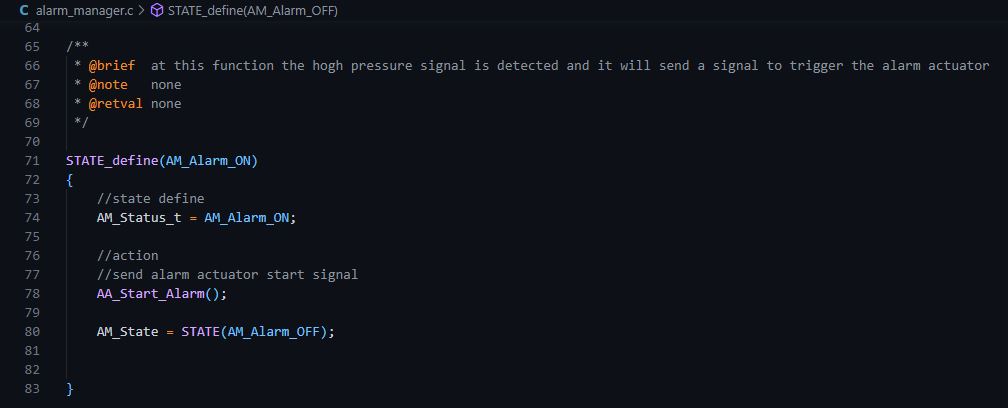 C alarm_manager.c > STATE_define(AM_Alarm_OFF)
64
65 /**
66 * @brief at this function the hogh pressure signal is detected and it will send a signal to trigger the alarm actuator
67 * @note none
68 * @retval none
69 */
70
71 STATE_define(AM_Alarm_ON)
72 {
73 //state define
74 AM_Status_t = AM_Alarm_ON;
75
76 //action
77 //send alarm actuator start signal
78 AA_Start_Alarm();
79
80 AM_State = STATE(AM_Alarm_OFF);
81
82
83 }